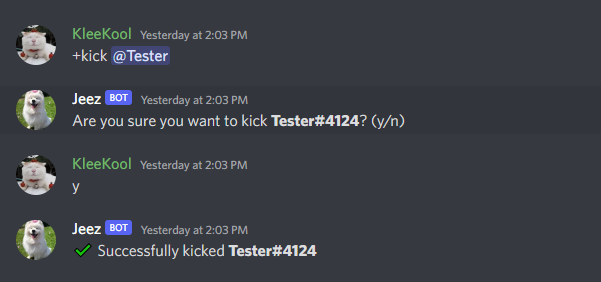 KleeKool Yesterday at 2:03 PM
+kick @Tester
Jeez BOT Yesterday at 2:03 PM
Are you sure you want to kick Tester#4124? (y/n)
KleeKool Yesterday at 2:03 PM
y
Jeez BOT Yesterday at 2:03 PM
Successfully kicked Tester#4124